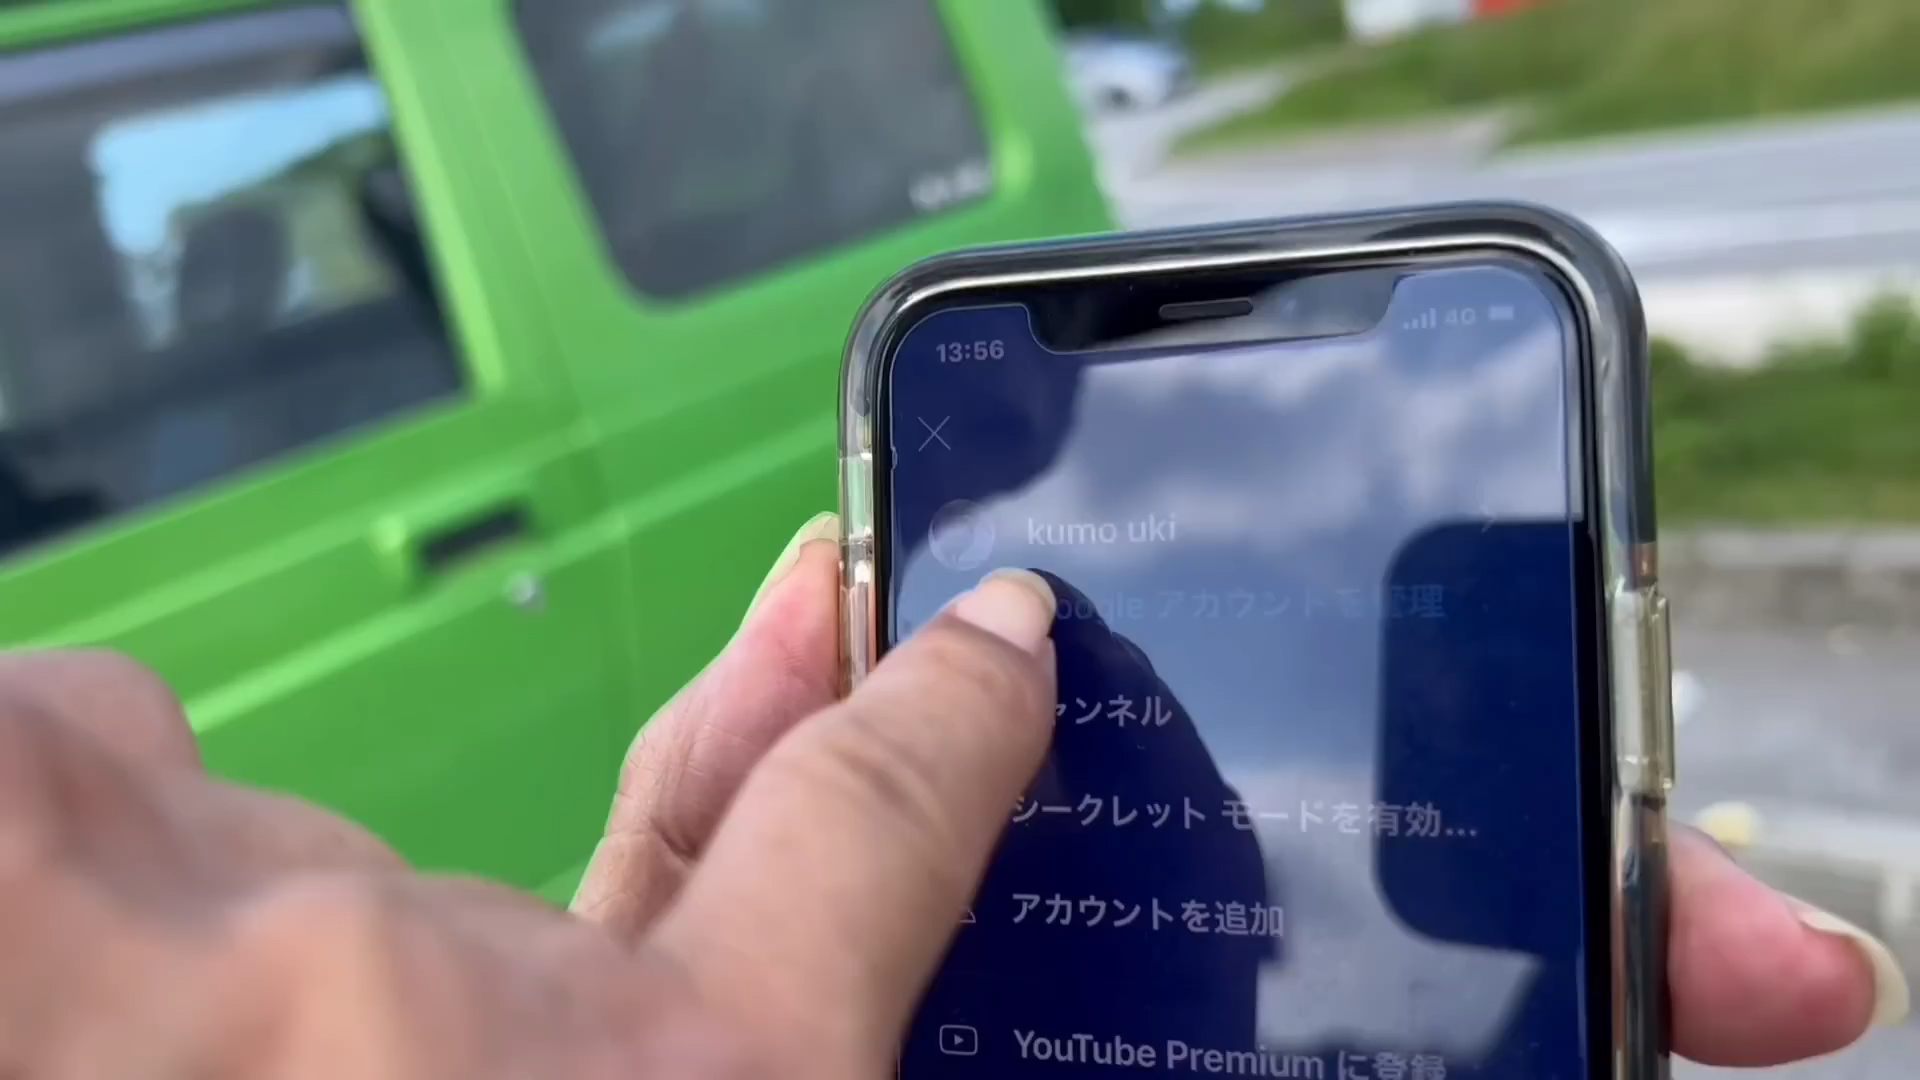 13:56
4G
kumo uki
oogle アカウントを管理
ャンネル
シークレット モードを有効...
アカウントを追加
YouTube Premium に登録